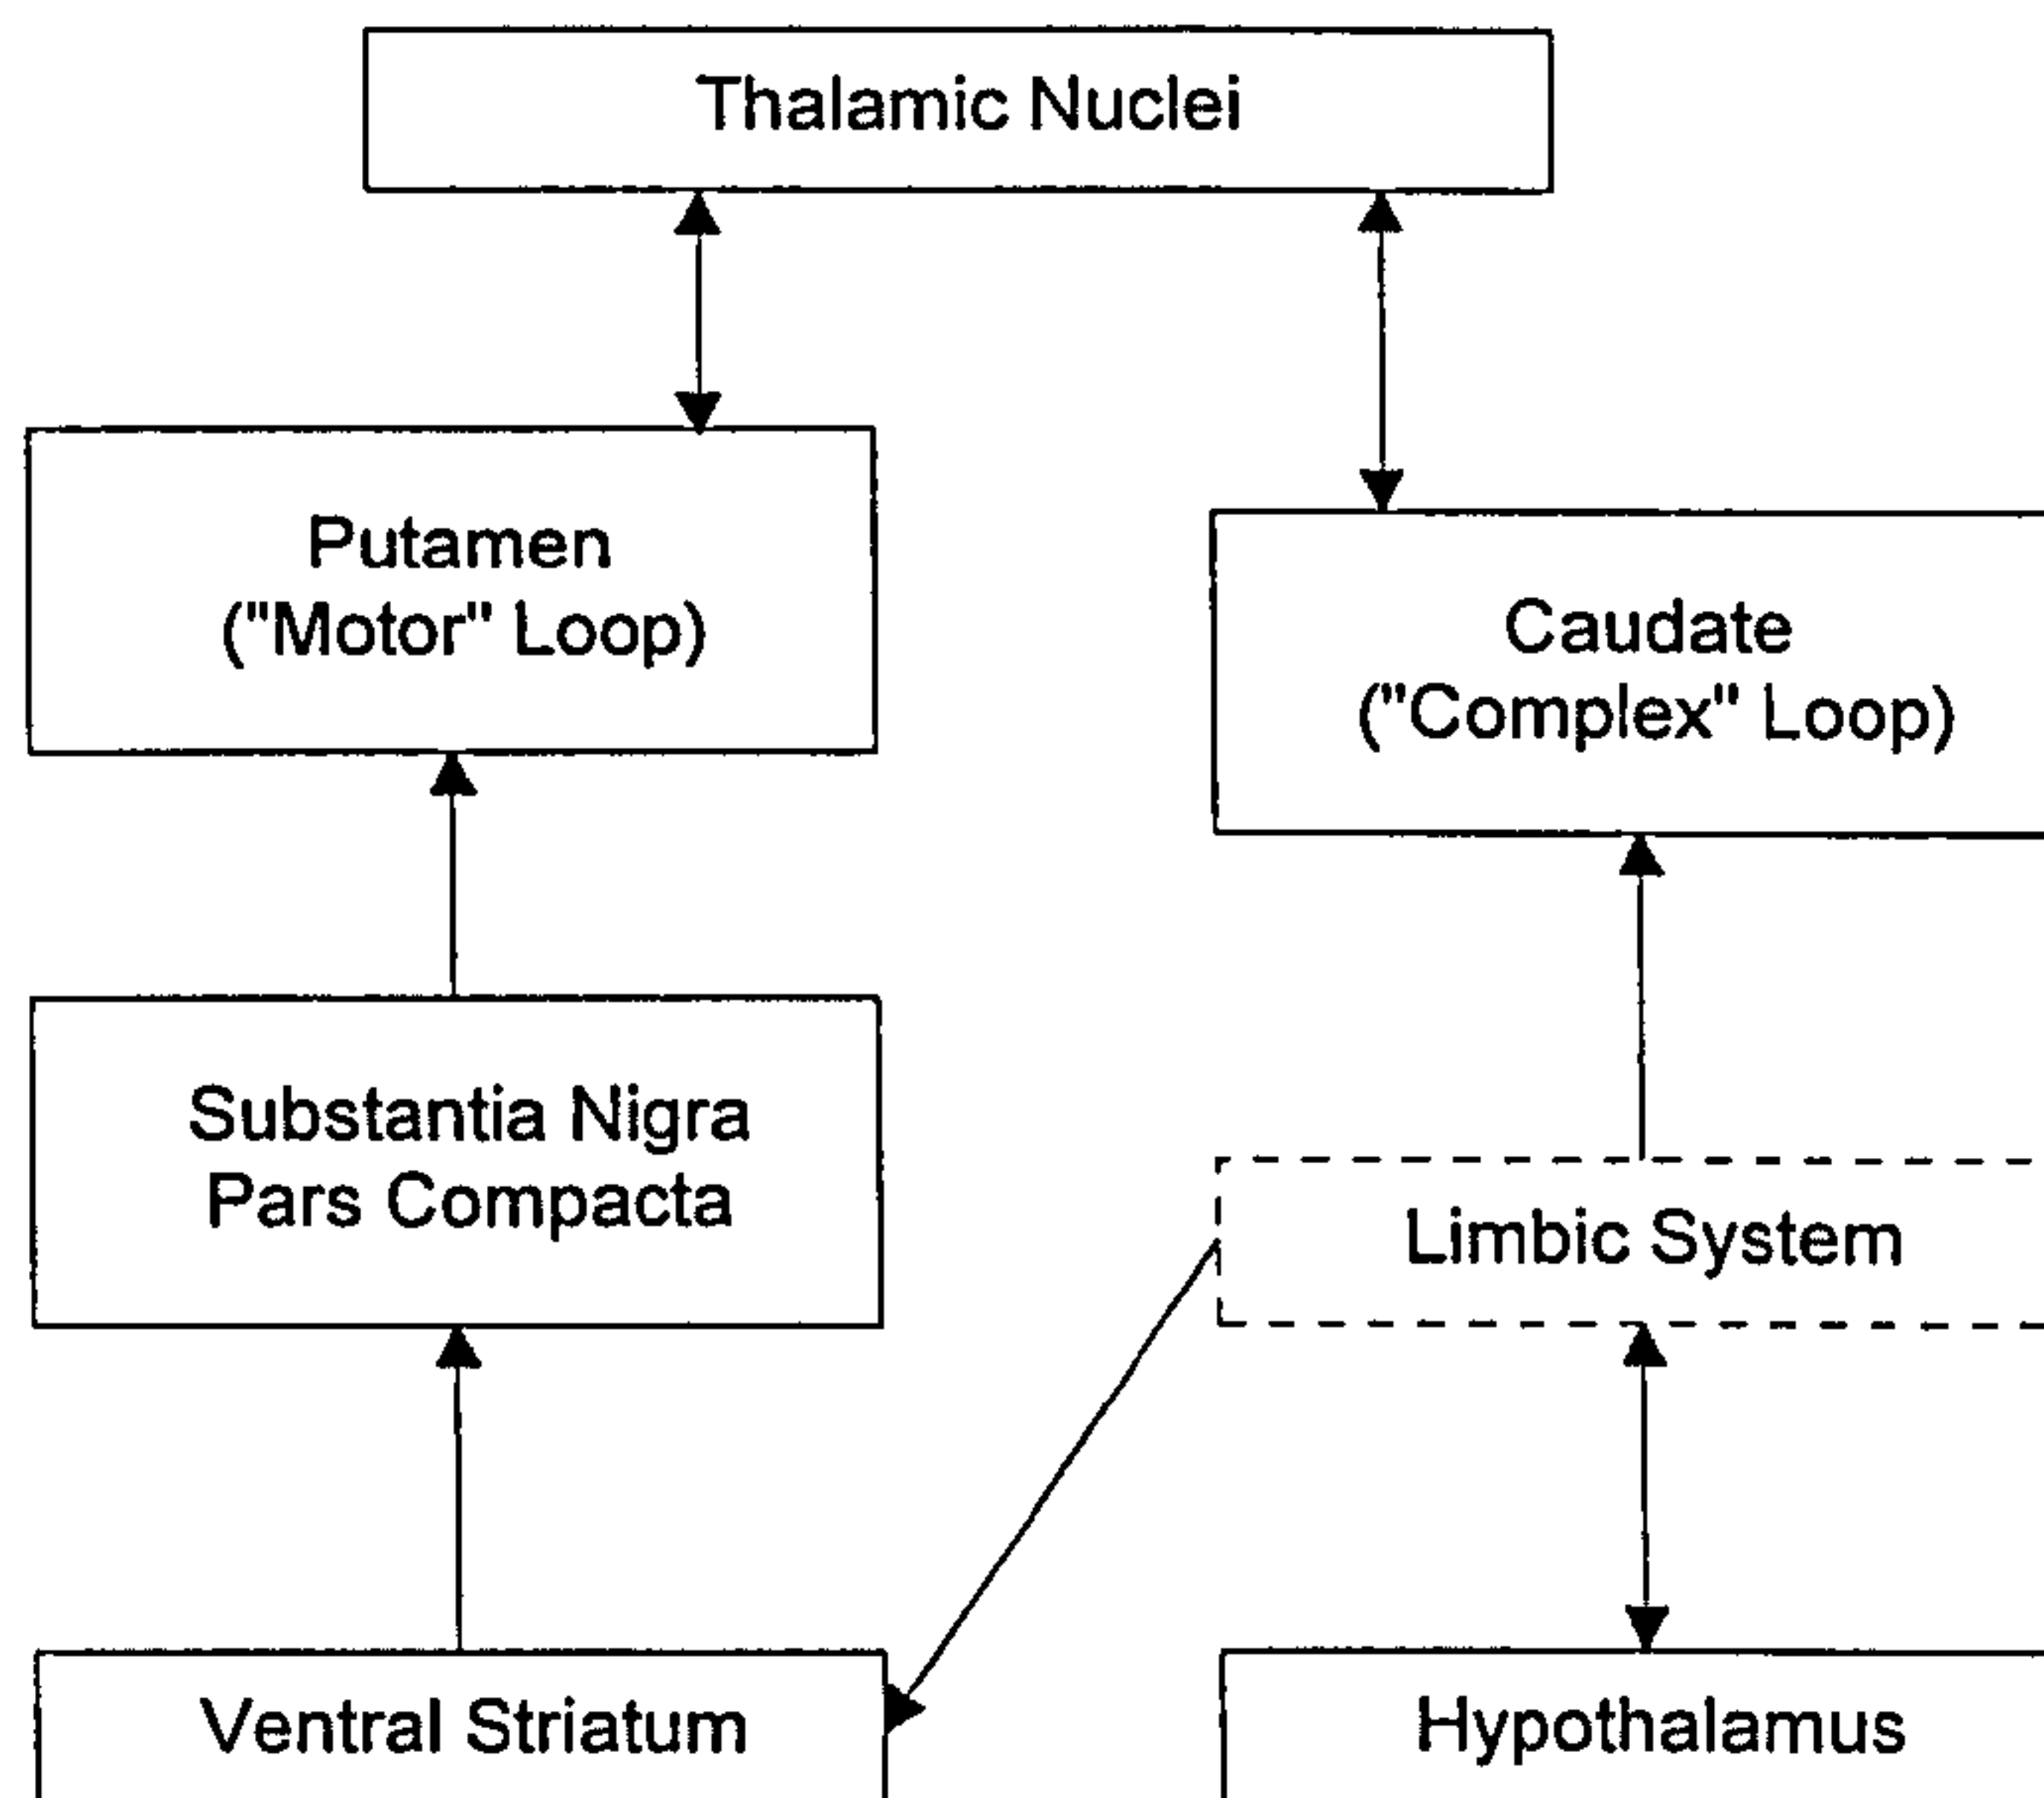 Thalamic Nuclei
Putamen
("Motor" Loop)
Caudate
("Complex" Loop)
Substantia Nigra
Pars Compacta
Limbic System
Ventral Striatum
Hypothalamus